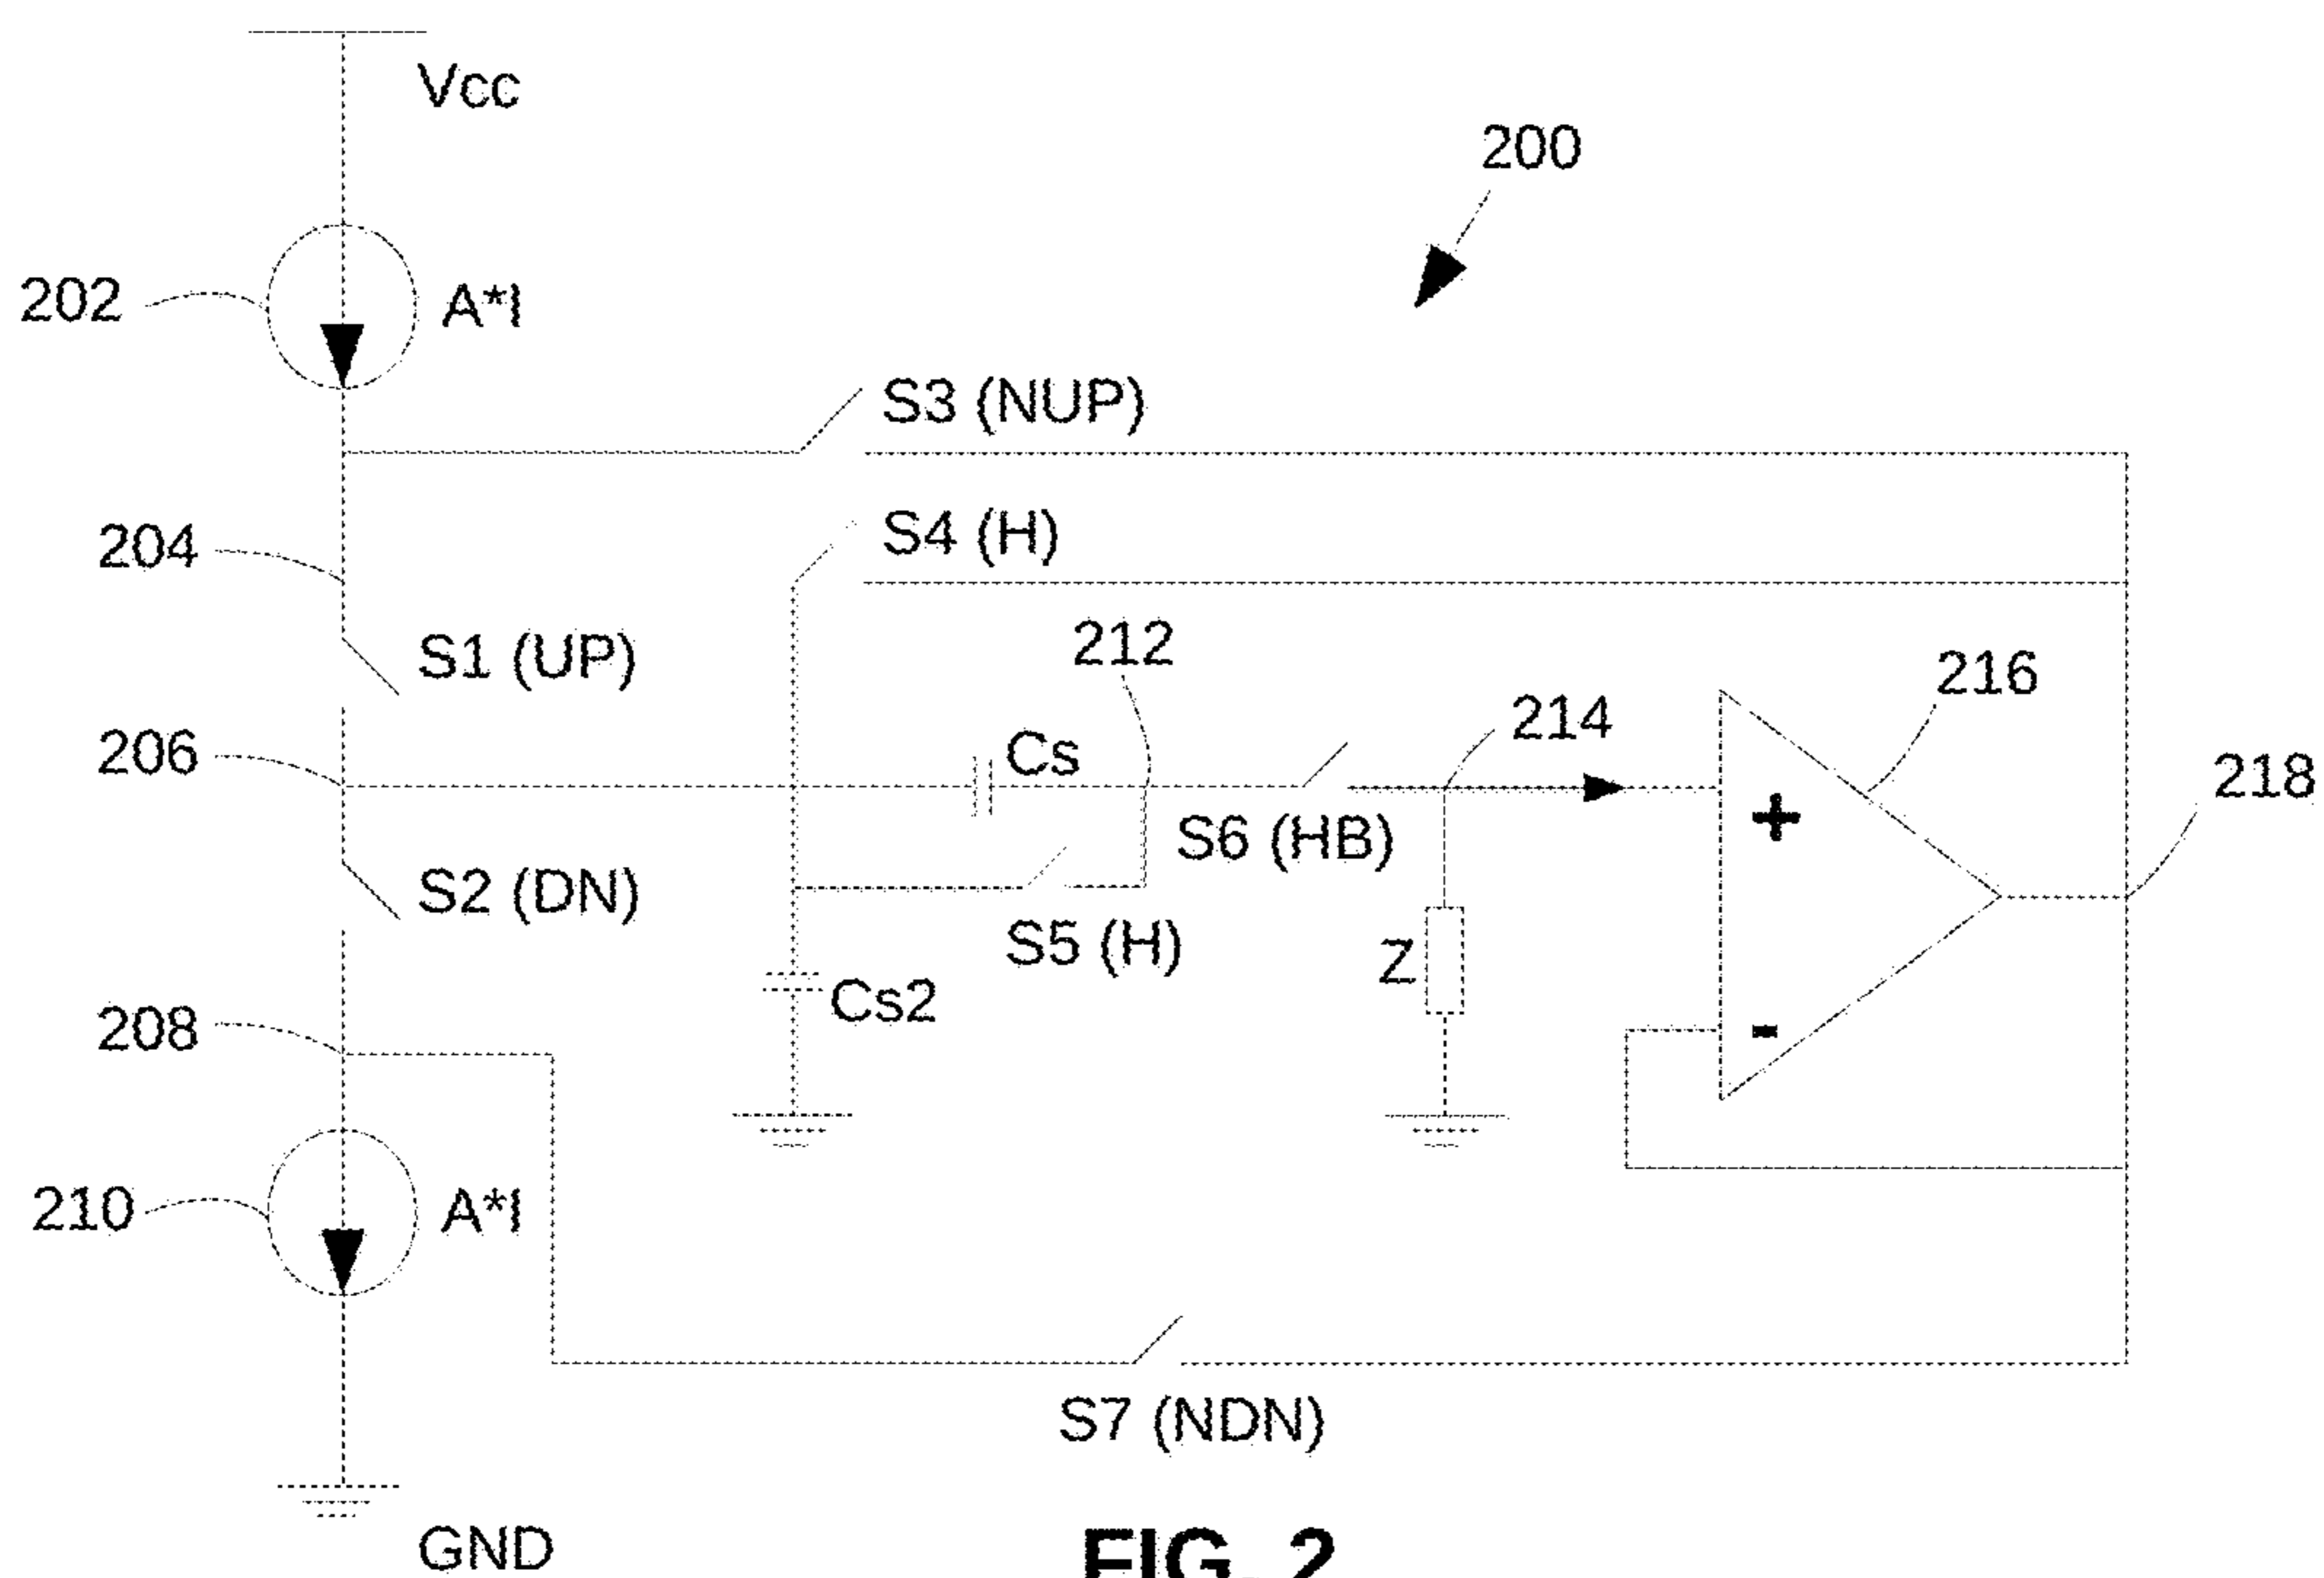 Vcc
200
202
A*I
S3 (NUP)
204
S4 (H)
S1 (UP)
212
216
206
Cs
214
218
+
S6 (HB)
S2 (DN)
S5 (H)
Z
208
Cs2
-
210
A*I
S7 (NDN)
GND
FIG. 2